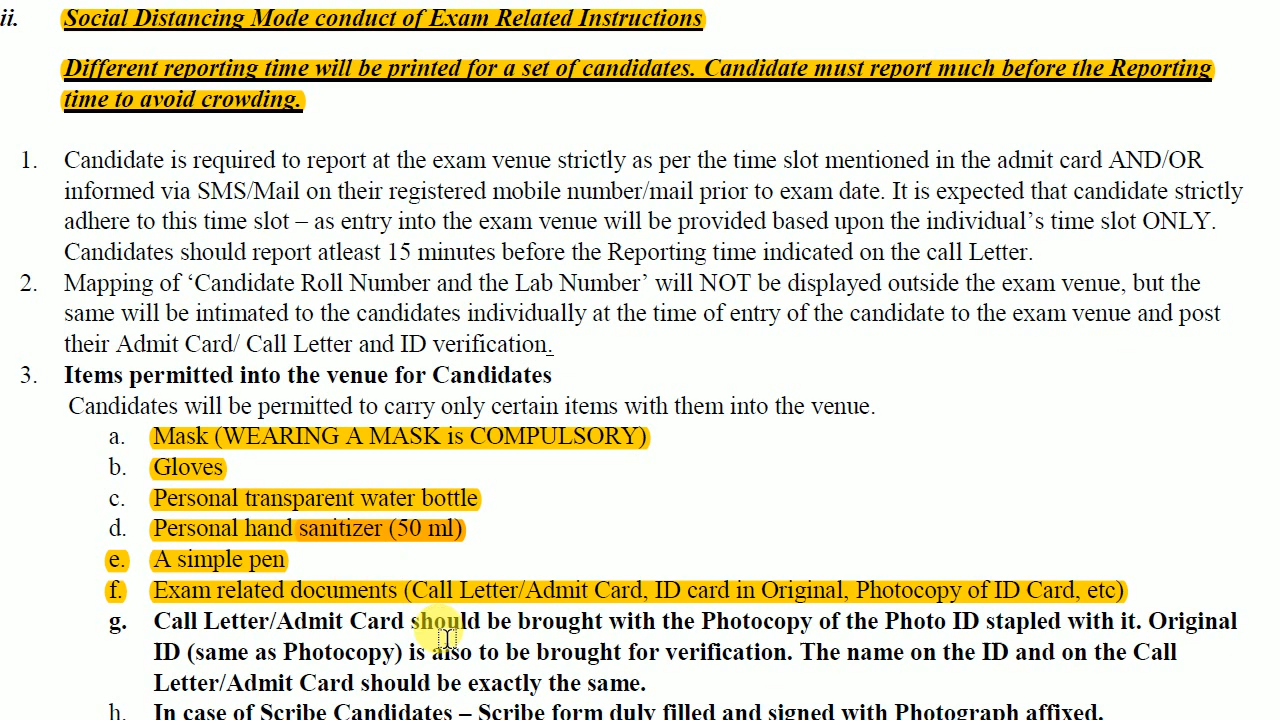 ii. Social Distancing Mode conduct of Exam Related Instructions
Different reporting time will be printed for a set of candidates. Candidate must report much before the Reporting
time to avoid crowding.
1. Candidate is required to report at the exam venue strictly as per the time slot mentioned in the admit card AND/OR
informed via SMS/Mail on their registered mobile number/mail prior to exam date. It is expected that candidate strictly
adhere to this time slot – as entry into the exam venue will be provided based upon the individual’s time slot ONLY.
Candidates should report atleast 15 minutes before the Reporting time indicated on the call Letter.
2. Mapping of ‘Candidate Roll Number and the Lab Number’ will NOT be displayed outside the exam venue, but the
same will be intimated to the candidates individually at the time of entry of the candidate to the exam venue and post
their Admit Card/ Call Letter and ID verification.
3. Items permitted into the venue for Candidates
Candidates will be permitted to carry only certain items with them into the venue.
a. Mask (WEARING A MASK is COMPULSORY)
b. Gloves
c. Personal transparent water bottle
d. Personal hand sanitizer (50 ml)
e. A simple pen
f. Exam related documents (Call Letter/Admit Card, ID card in Original, Photocopy of ID Card, etc)
g. Call Letter/Admit Card should be brought with the Photocopy of the Photo ID stapled with it. Original
ID (same as Photocopy) is also to be brought for verification. The name on the ID and on the Call
Letter/Admit Card should be exactly the same.
h. In case of Scribe Candidates – Scribe form duly filled and signed with Photograph affixed.